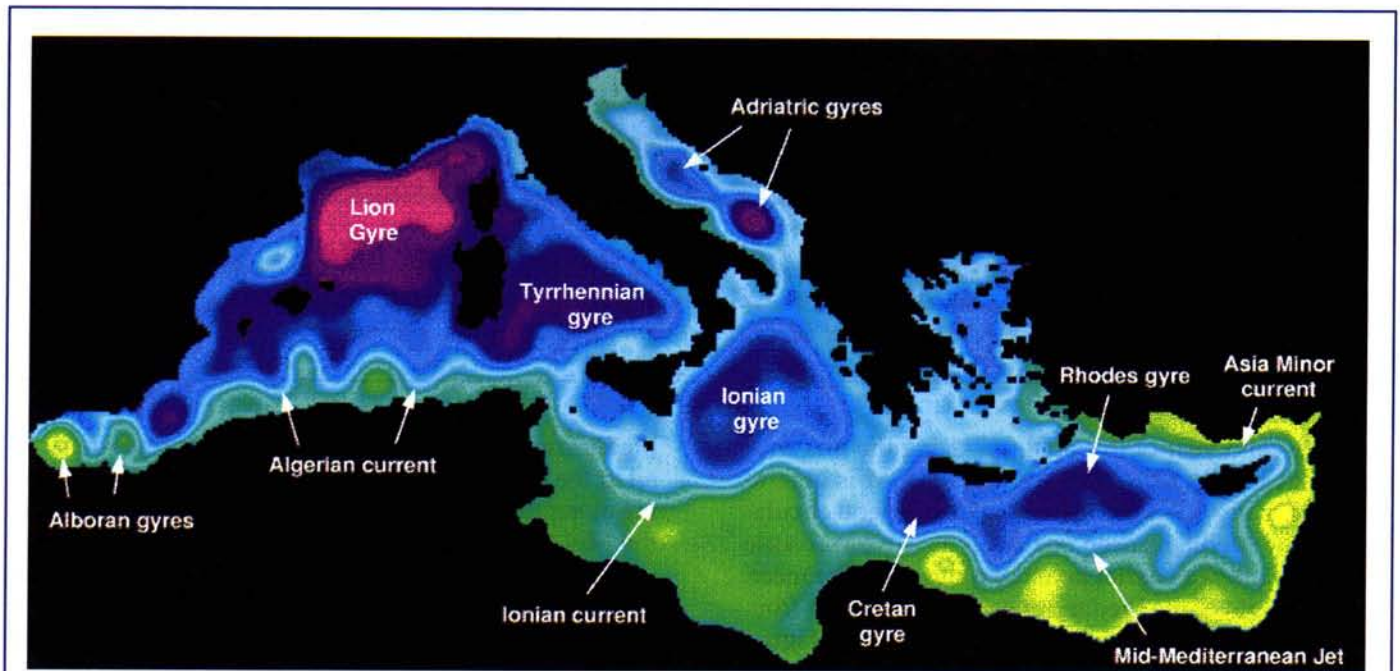 Adriatric gyres
Lion
Gyre
Tyrrhennian
gyre
Ionian
gyre
Rhodes gyre
Asia Minor
current
Algerian current
Alboran gyres
Ionian current
Cretan
gyre
Mid-Mediterranean Jet